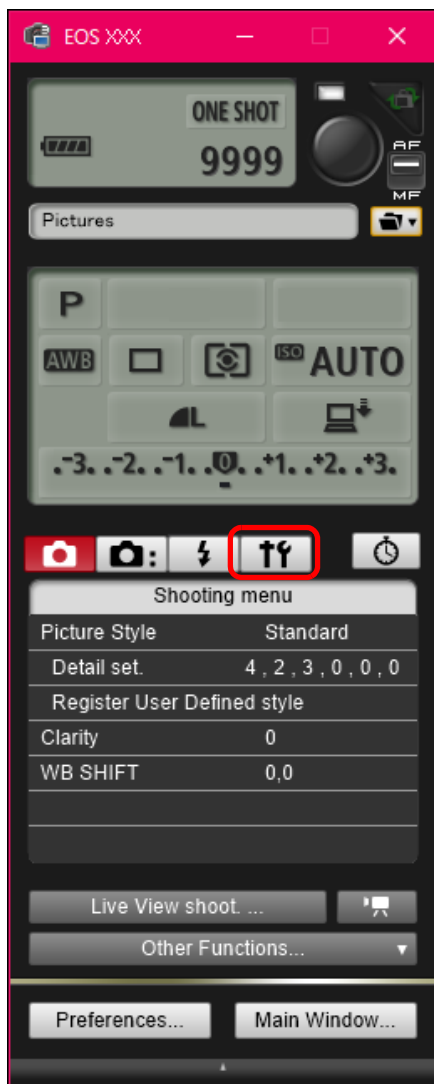 EOS XXX
ONE SHOT
9999
AF
MF
Pictures
P
AWB
ISO AUTO
L
.-3. .-2. .-1. .0. .+1. .+2. .+3.
Shooting menu
Picture Style Standard
Detail set. 4 , 2 , 3 , 0 , 0 , 0
Register User Defined style
Clarity 0
WB SHIFT 0,0
Live View shoot. ...
Other Functions...
Preferences... Main Window...